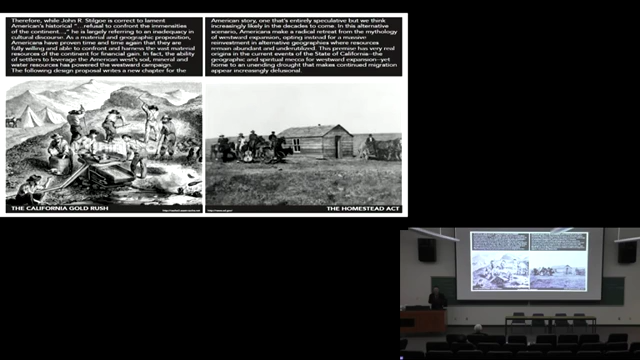 Therefore, while John R. Stilgoe is correct to lament
American's historical "...refusal to confront the immensities
of the continent...," he is largely referring to an inadequacy in
cultural discourse. As a material and geographic proposition,
Americans have proven time and time again that they are
fully willing and able to confront and harness the vast material
resources of the continent for financial gain. In fact, the ability
of settlers to leverage the American west's soil, mineral and
water resources has powered the westward campaign.
The following design proposal writes a new chapter for the
American story, one that's entirely speculative but we think
increasingly likely in the decades to come. In this alternative
scenario, Americans make a radical retreat from the mythology
of westward expansion, opting instead for a massive
reinvestment in alternative geographies where resources
remain abundant and underutilized. This premise has very real
origins in the current events of the State of California–the
geographic and spiritual mecca for westward expansion–yet
home to an unending drought that makes continued migration
appear increasingly delusional.
THE CALIFORNIA GOLD RUSH
THE HOMESTEAD ACT